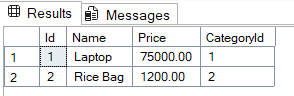 Results Messages
Id Name Price CategoryId
1 1 Laptop 75000.00 1
2 2 Rice Bag 1200.00 2